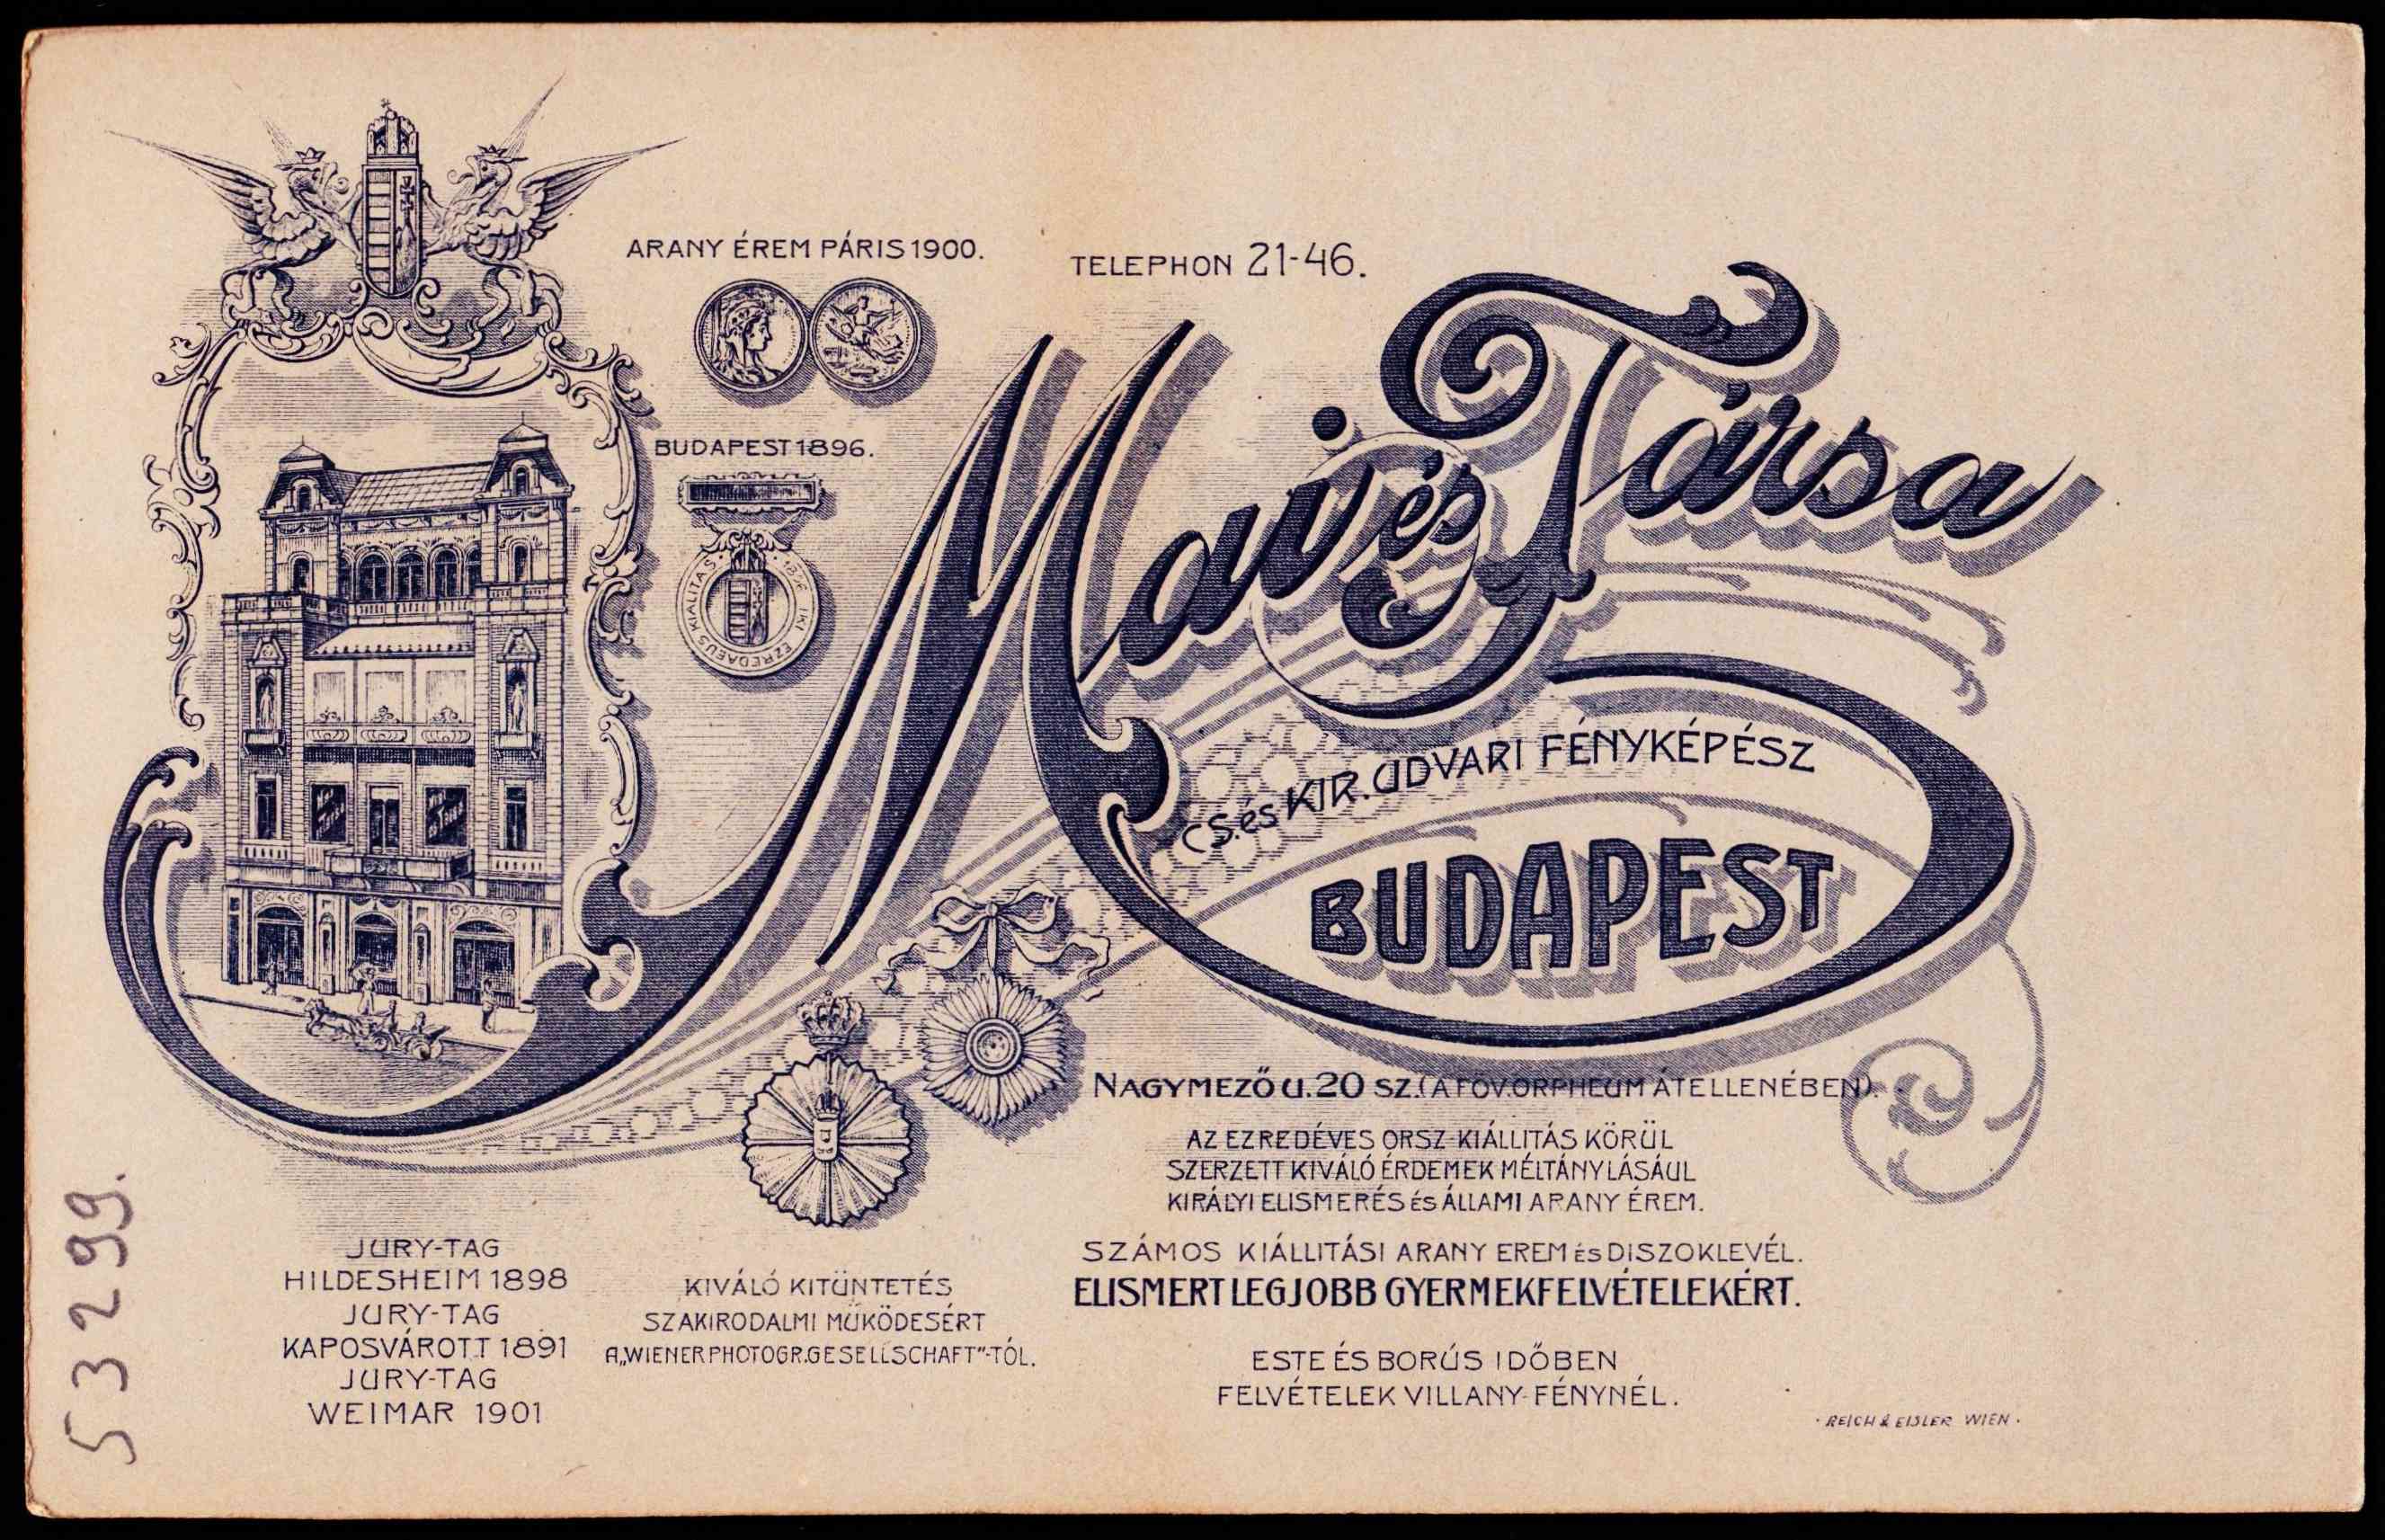 ARANY ÉREM PÁRIS 1900.
TELEPHON 21-46.
BUDAPEST 1896.
EZREDÁÉUS KIÁLITÁS
Mai és Társa
CS. és KIR. UDVARI FÉNYKÉPÉSZ
BUDAPEST
NAGYMEZŐ U. 20 SZ. (A FŐV. ORPHEUM ÁTELLENÉBEN).
AZ EZREDÉVES ORSZ-KIÁLLITÁS KÖRÜL
SZERZETT KIVÁLÓ ÉRDEMEK MÉLTÁNYLÁSÁUL
KIRÁLYI ELISMERÉS és ÁLLAMI ARANY ÉREM.
SZÁMOS KIÁLLITÁSI ARANY EREM és DISZOKLEVÉL.
ELISMERT LEGJOBB GYERMEKFELVÉTELEKÉRT.
ESTE ÉS BORÚS IDŐBEN
FELVÉTELEK VILLANY-FÉNYNÉL.
JURY-TAG
HILDESHEIM 1898
JURY-TAG
KAPOSVÁROTT 1891
JURY-TAG
WEIMAR 1901
KIVÁLÓ KITÜNTETÉS
SZAKIRODALMI MŰKÖDESÉRT
A „WIENER PHOTOGR. GESELLSCHAFT"-TÓL.
REICH & EISLER WIEN.
53299.